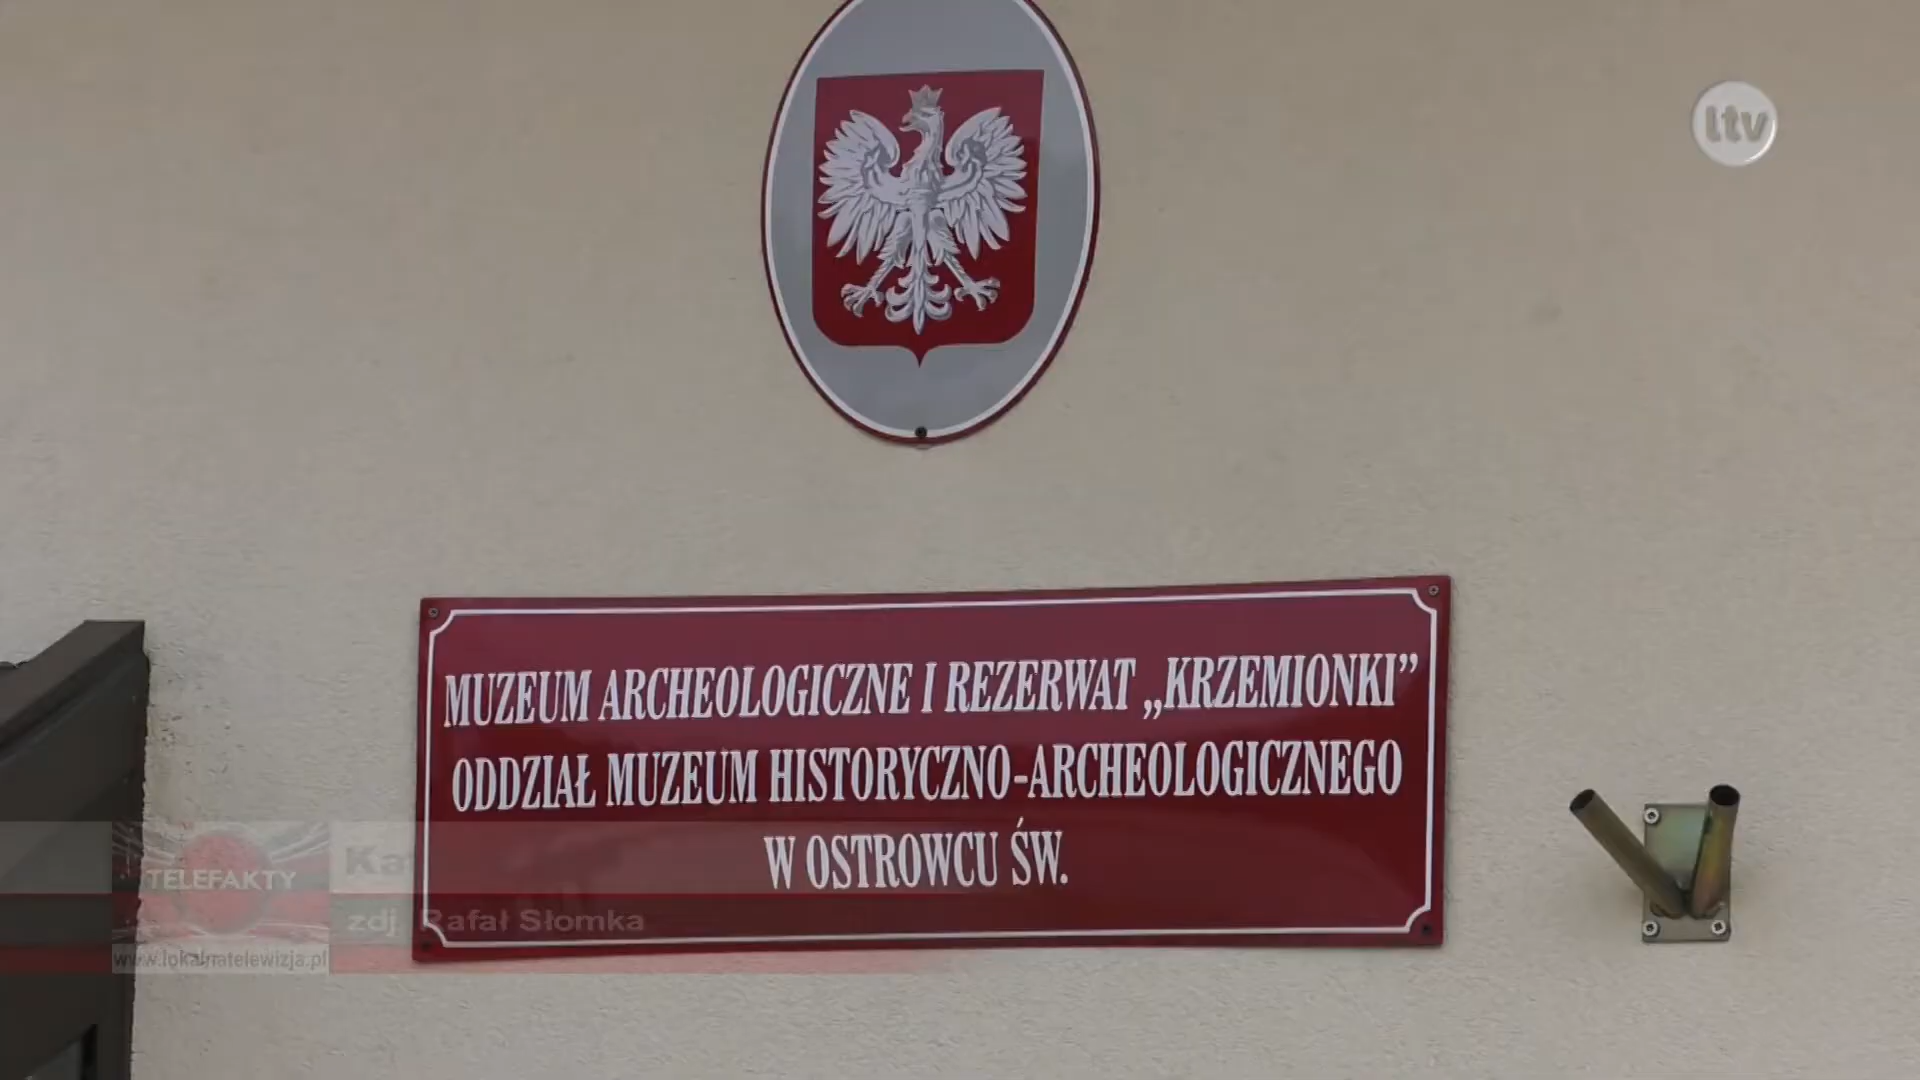 ltv
MUZEUM ARCHEOLOGICZNE I REZERWAT „KRZEMIONKI”
ODDZIAŁ MUZEUM HISTORYCZNO-ARCHEOLOGICZNEGO
W OSTROWCU ŚW.
TELEFAKTY
zdj. Rafał Słomka
www.lokalnatelewizja.pl